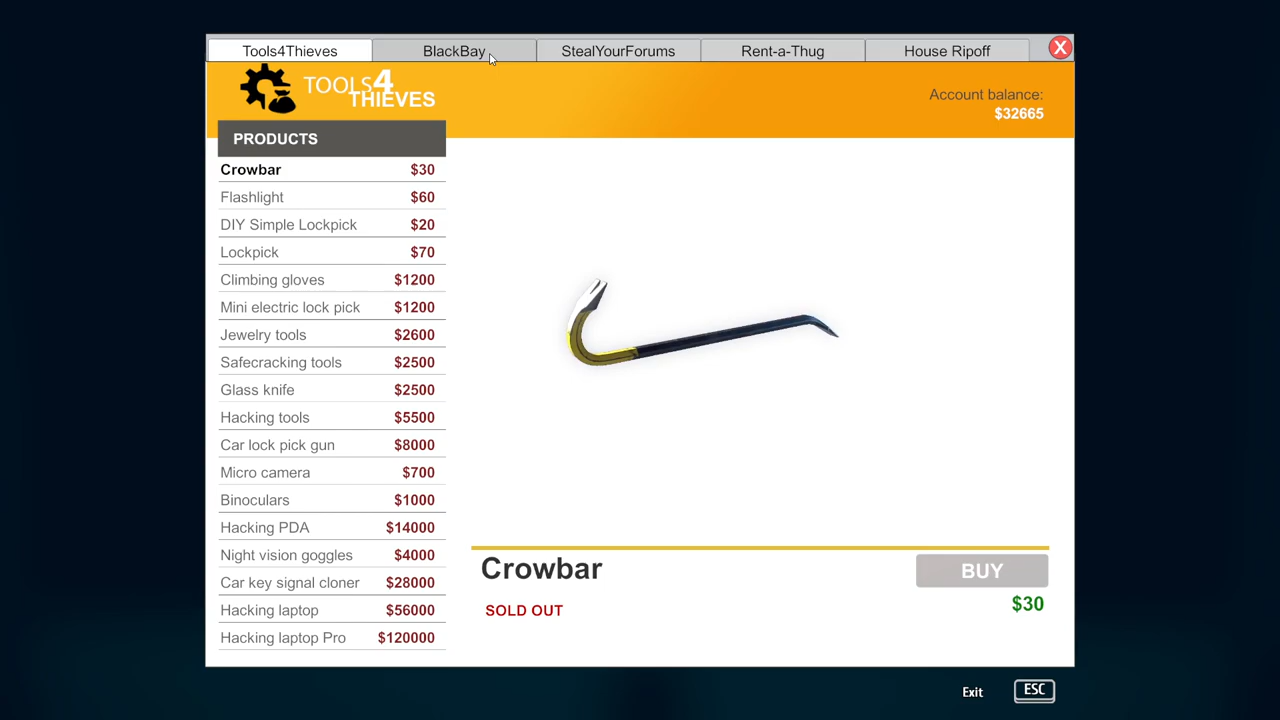 Tools4Thieves BlackBay StealYourForums Rent-a-Thug House Ripoff X
TOOLS4
THIEVES
Account balance:
$32665
PRODUCTS
Crowbar $30
Flashlight $60
DIY Simple Lockpick $20
Lockpick $70
Climbing gloves $1200
Mini electric lock pick $1200
Jewelry tools $2600
Safecracking tools $2500
Glass knife $2500
Hacking tools $5500
Car lock pick gun $8000
Micro camera $700
Binoculars $1000
Hacking PDA $14000
Night vision goggles $4000
Car key signal cloner $28000
Hacking laptop $56000
Hacking laptop Pro $120000
Crowbar BUY
SOLD OUT $30
Exit ESC